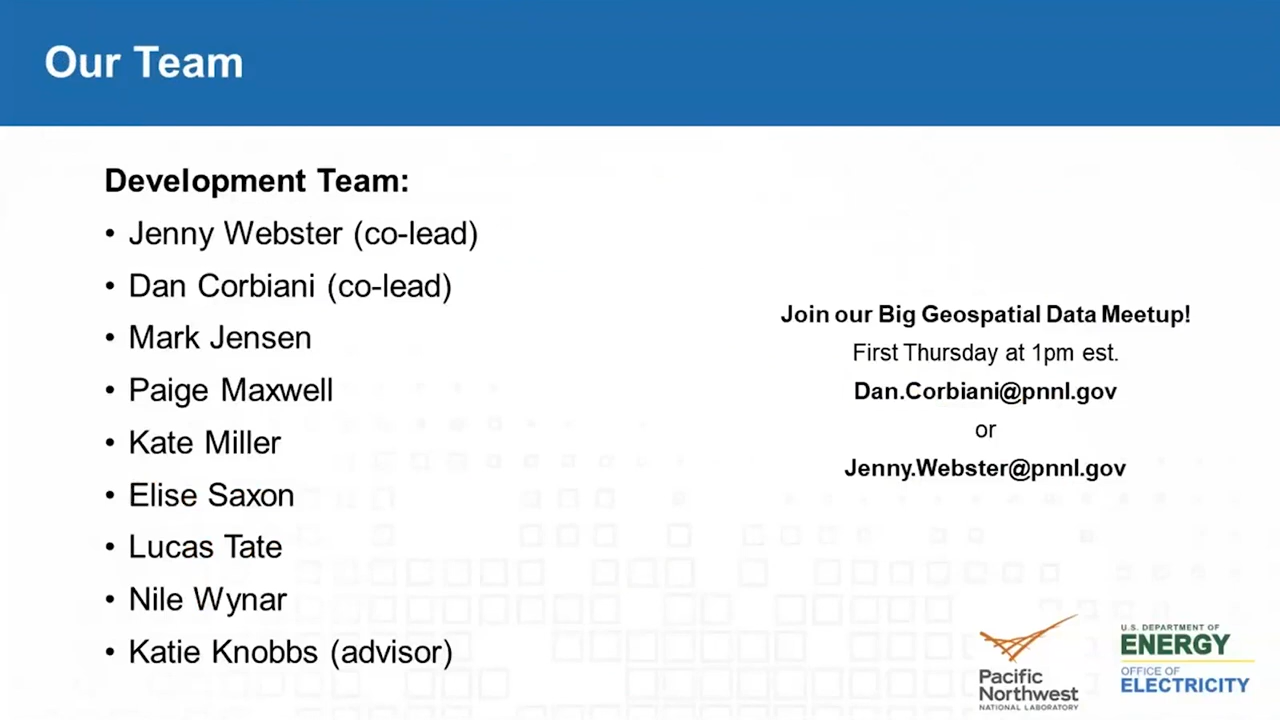 Our Team
Development Team:
• Jenny Webster (co-lead)
• Dan Corbiani (co-lead)
• Mark Jensen
• Paige Maxwell
• Kate Miller
• Elise Saxon
• Lucas Tate
• Nile Wynar
• Katie Knobbs (advisor)
Join our Big Geospatial Data Meetup!
First Thursday at 1pm est.
Dan.Corbiani@pnnl.gov
or
Jenny.Webster@pnnl.gov
Pacific
Northwest
NATIONAL LABORATORY
U.S. DEPARTMENT OF
ENERGY
OFFICE OF
ELECTRICITY